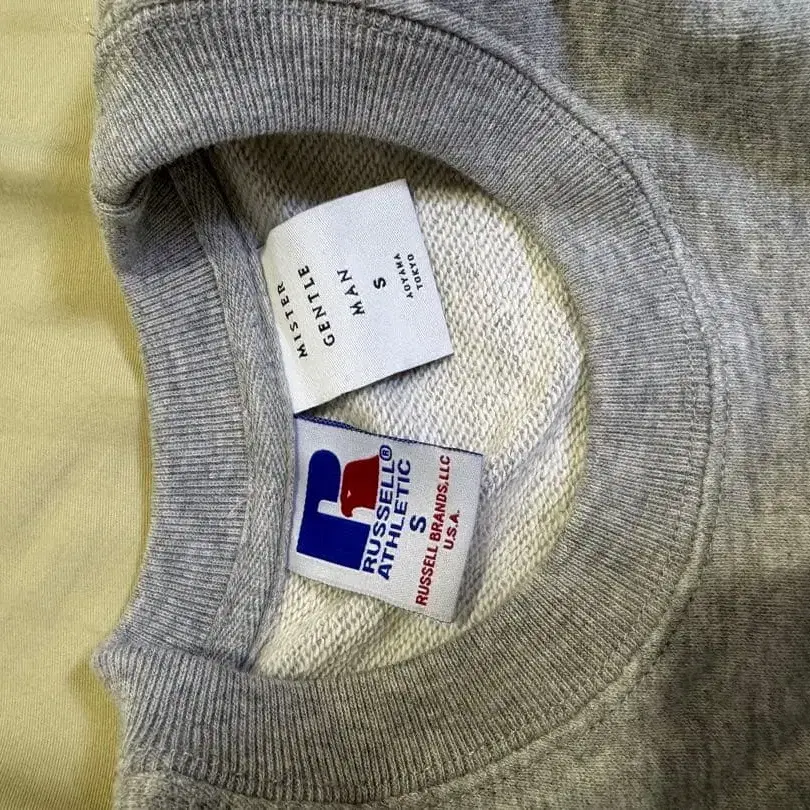 MISTER
GENTLE
MAN
S
AOYAMA
TOKYO
RUSSELL®
ATHLETIC
S
RUSSELL BRANDS,LLC
U.S.A.